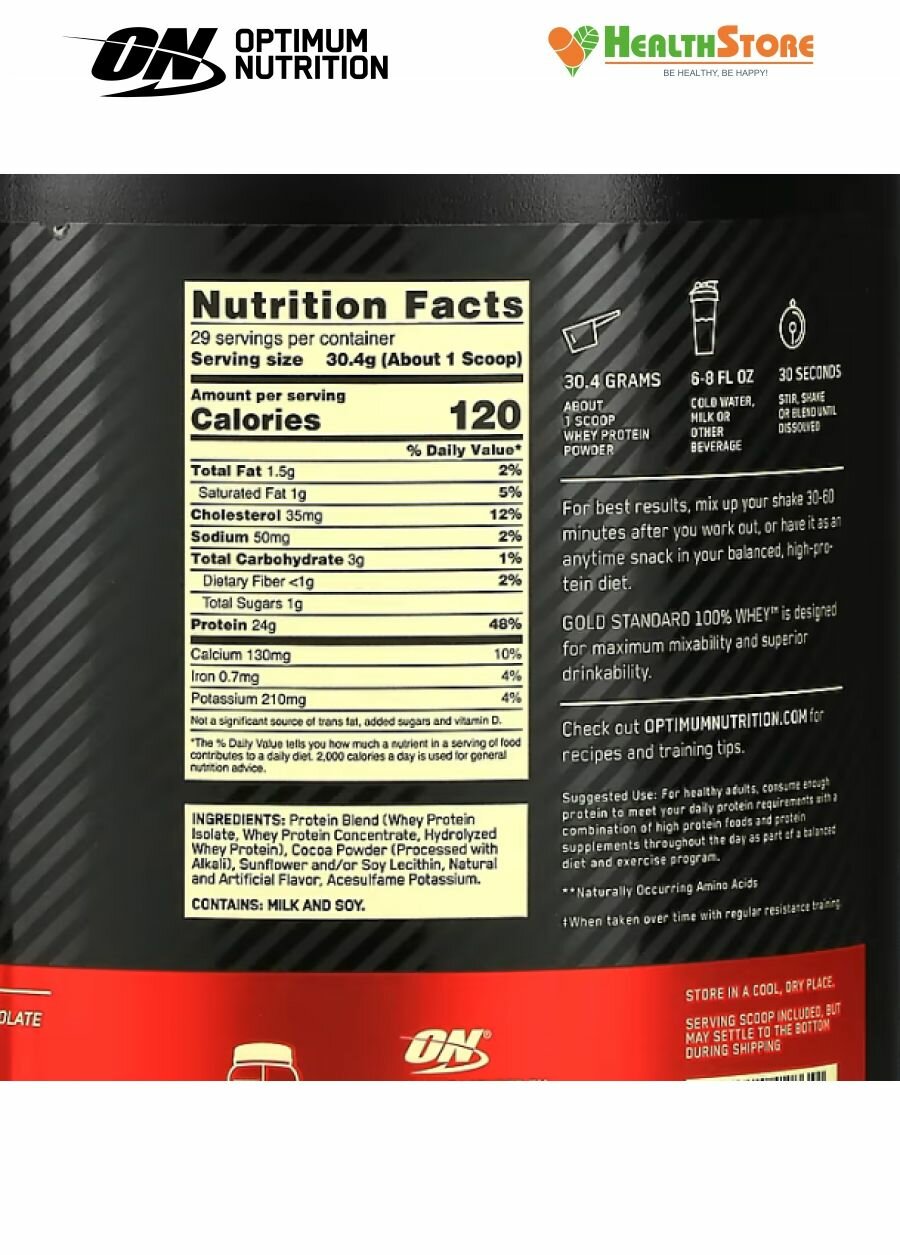 ON
OPTIMUM
NUTRITION
HEALTHSTORE
BE HEALTHY, BE HAPPY!
Nutrition Facts
29 servings per container
Serving size 30.4g (About 1 Scoop)
Amount per serving
Calories 120
% Daily Value*
Total Fat 1.5g 2%
Saturated Fat 1g 5%
Cholesterol 35mg 12%
Sodium 50mg 2%
Total Carbohydrate 3g 1%
Dietary Fiber <1g 2%
Total Sugars 1g
Protein 24g 48%
Calcium 130mg 10%
Iron 0.7mg 4%
Potassium 210mg 4%
Not a significant source of trans fat, added sugars and vitamin D.
*The % Daily Value tells you how much a nutrient in a serving of food
contributes to a daily diet. 2,000 calories a day is used for general
nutrition advice.
INGREDIENTS: Protein Blend (Whey Protein
Isolate, Whey Protein Concentrate, Hydrolyzed
Whey Protein), Cocoa Powder (Processed with
Alkali), Sunflower and/or Soy Lecithin, Natural
and Artificial Flavor, Acesulfame Potassium.
CONTAINS: MILK AND SOY.
30.4 GRAMS
ABOUT
1 SCOOP
WHEY PROTEIN
POWDER
6-8 FL OZ
COLD WATER,
MILK OR
OTHER
BEVERAGE
30 SECONDS
STIR, SHAKE
OR BLEND UNTIL
DISSOLVED
For best results, mix up your shake 30-60
minutes after you work out, or have it as an
anytime snack in your balanced, high-pro-
tein diet.
GOLD STANDARD 100% WHEY™ is designed
for maximum mixability and superior
drinkability.
Check out OPTIMUMNUTRITION.COM for
recipes and training tips.
Suggested Use: For healthy adults, consume enough
protein to meet your daily protein requirements with a
combination of high protein foods and protein
supplements throughout the day as part of a balanced
diet and exercise program.
**Naturally Occurring Amino Acids
‡When taken over time with regular resistance training.
OLATE
ON®
STORE IN A COOL, DRY PLACE.
SERVING SCOOP INCLUDED, BUT
MAY SETTLE TO THE BOTTOM
DURING SHIPPING